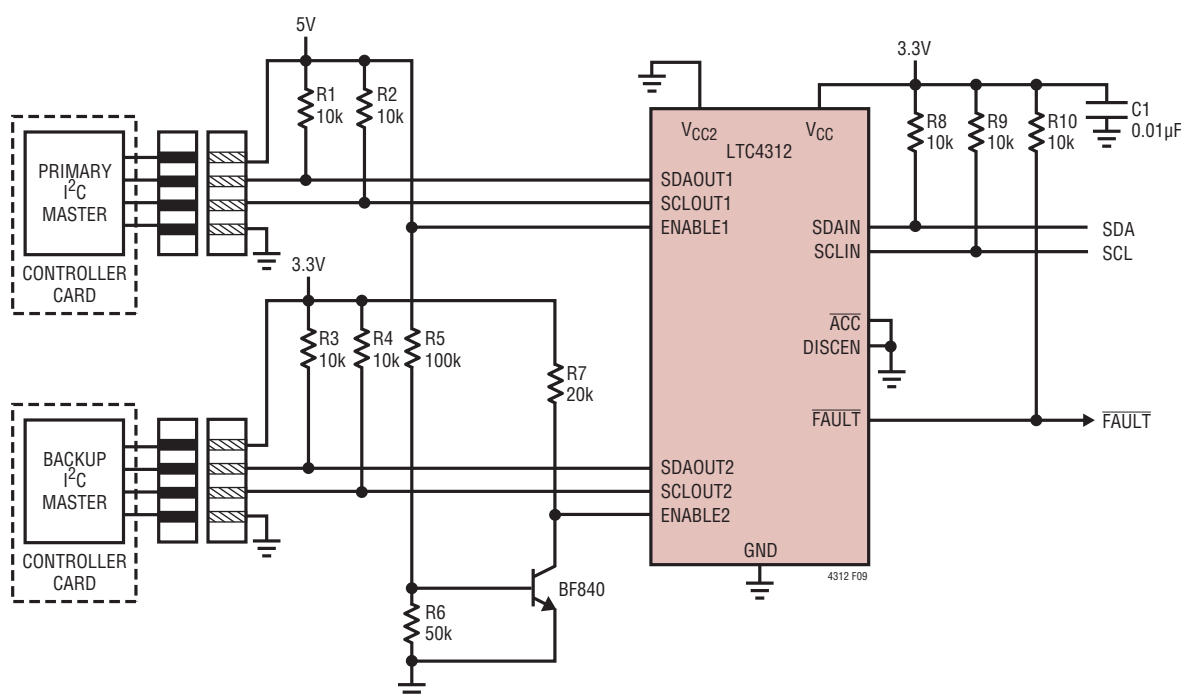 5V
R1
10k
R2
10k
PRIMARY
I²C
MASTER
CONTROLLER
CARD
3.3V
R3
10k
R4
10k
R5
100k
R7
20k
BACKUP
I²C
MASTER
CONTROLLER
CARD
R6
50k
BF840
VCC2
VCC
LTC4312
SDAOUT1
SCLOUT1
ENABLE1
SDAIN
SCLIN
ACC
DISCEN
FAULT
SDAOUT2
SCLOUT2
ENABLE2
GND
4312 F09
3.3V
R8
10k
R9
10k
R10
10k
C1
0.01µF
SDA
SCL
FAULT